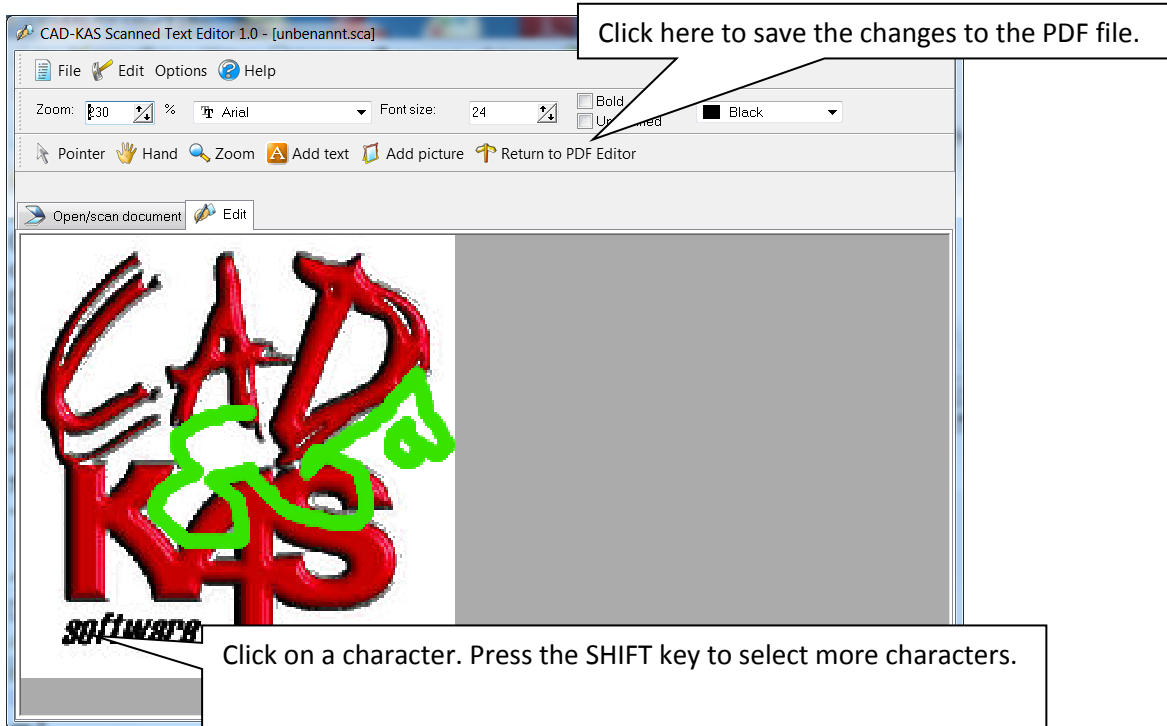 CAD-KAS Scanned Text Editor 1.0 - [unbenannt.sca]
Click here to save the changes to the PDF file.
File Edit Options Help
Zoom: 230 % Arial Font size: 24 Bold Black
Pointer Hand Zoom Add text Add picture Return to PDF Editor
Open/scan document Edit
CAD
KAS
software
Click on a character. Press the SHIFT key to select more characters.